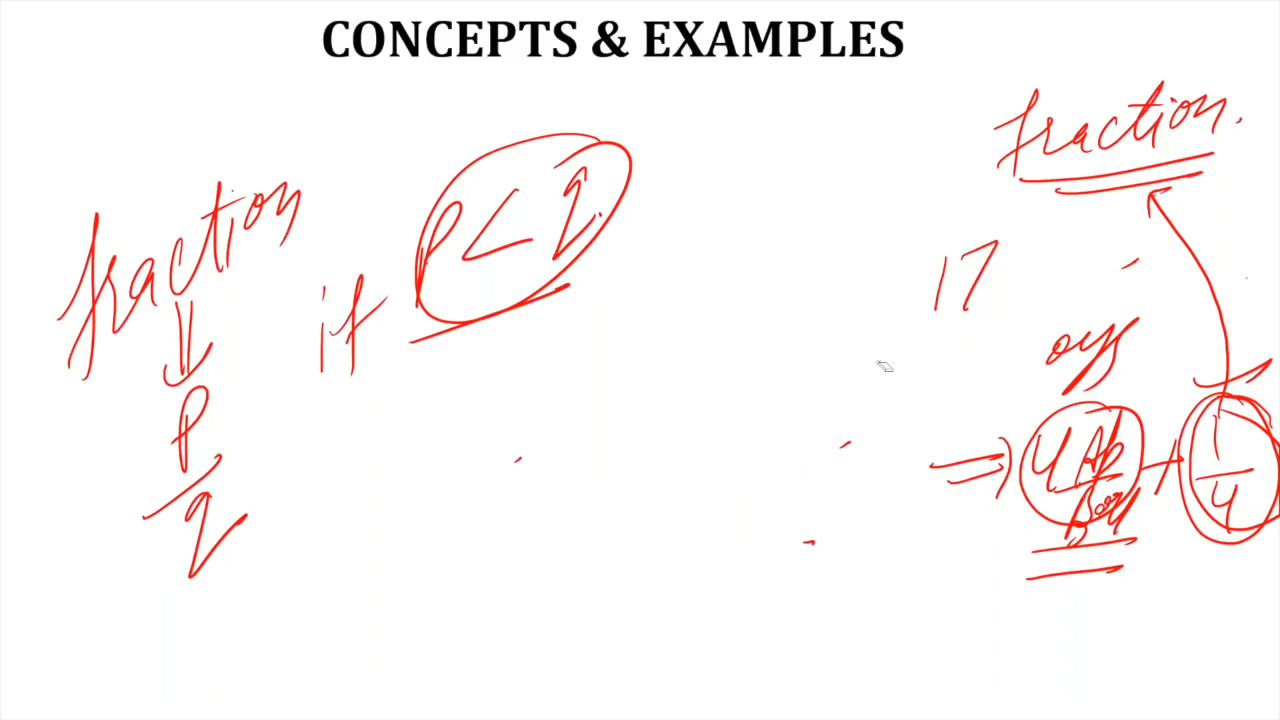 CONCEPTS & EXAMPLES
fraction.
fraction
if
P < q
P
q
17
=>
4
+
1
4